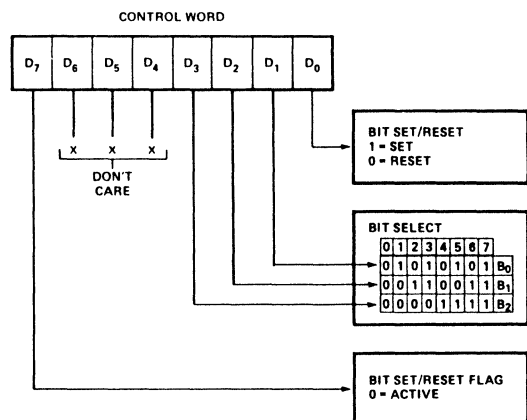 CONTROL WORD
D7 D6 D5 D4 D3 D2 D1 D0
X X X
DON'T
CARE
BIT SET/RESET
1 = SET
0 = RESET
BIT SELECT
0 1 2 3 4 5 6 7
0 1 0 1 0 1 0 1 B0
0 0 1 1 0 0 1 1 B1
0 0 0 0 1 1 1 1 B2
BIT SET/RESET FLAG
0 = ACTIVE